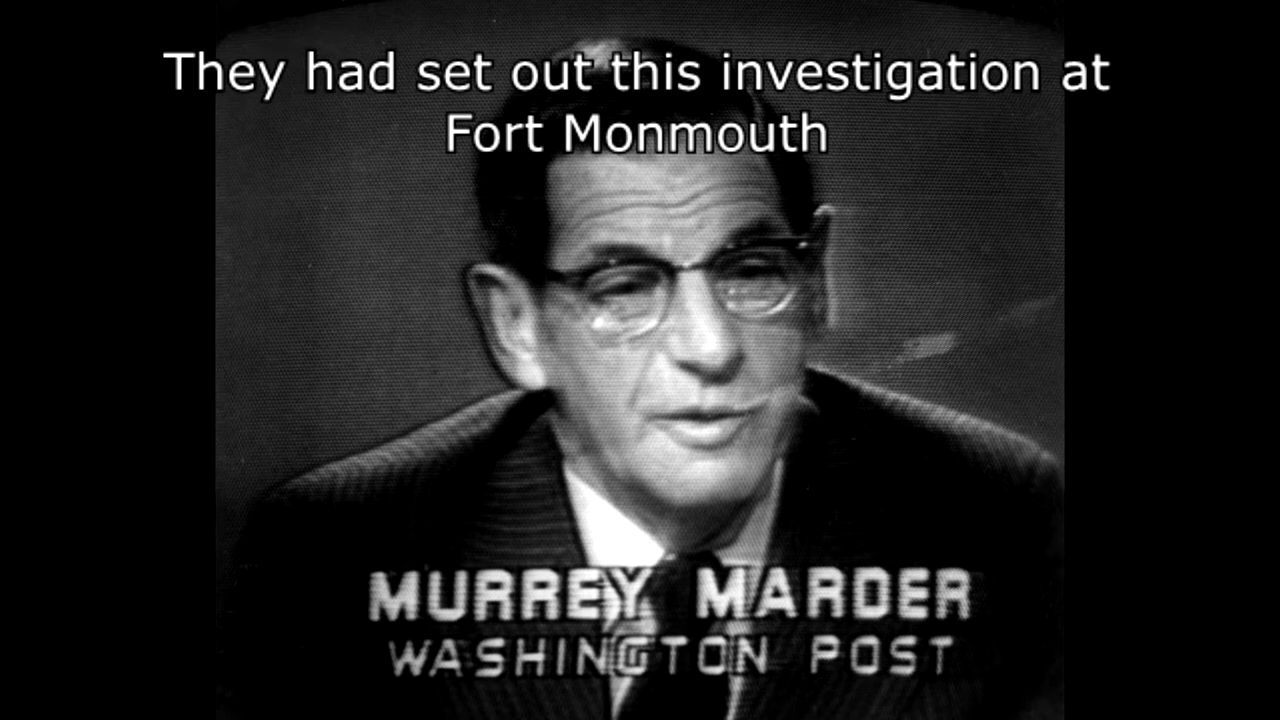 They had set out this investigation at
Fort Monmouth
MURREY MARDER
WASHINGTON POST